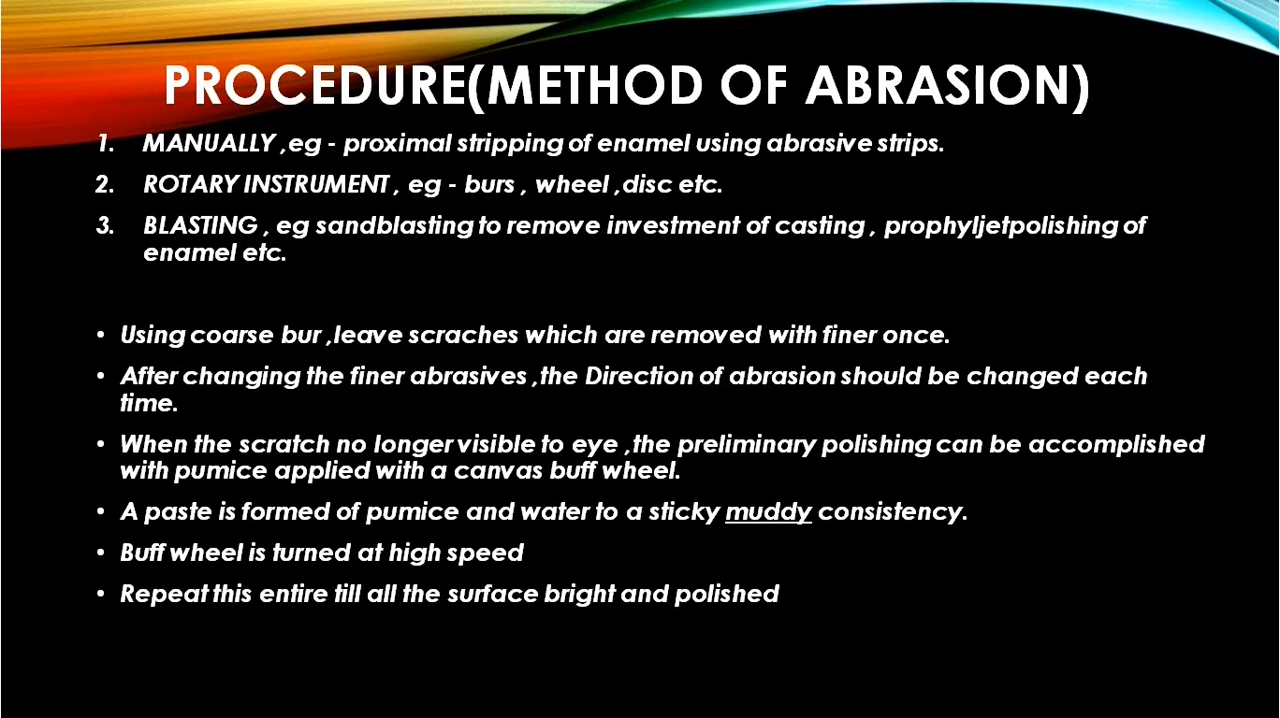 PROCEDURE(METHOD OF ABRASION)
1. MANUALLY ,eg - proximal stripping of enamel using abrasive strips.
2. ROTARY INSTRUMENT , eg - burs , wheel ,disc etc.
3. BLASTING , eg sandblasting to remove investment of casting , prophyljetpolishing of
enamel etc.
• Using coarse bur ,leave scraches which are removed with finer once.
• After changing the finer abrasives ,the Direction of abrasion should be changed each
time.
• When the scratch no longer visible to eye ,the preliminary polishing can be accomplished
with pumice applied with a canvas buff wheel.
• A paste is formed of pumice and water to a sticky muddy consistency.
• Buff wheel is turned at high speed
• Repeat this entire till all the surface bright and polished